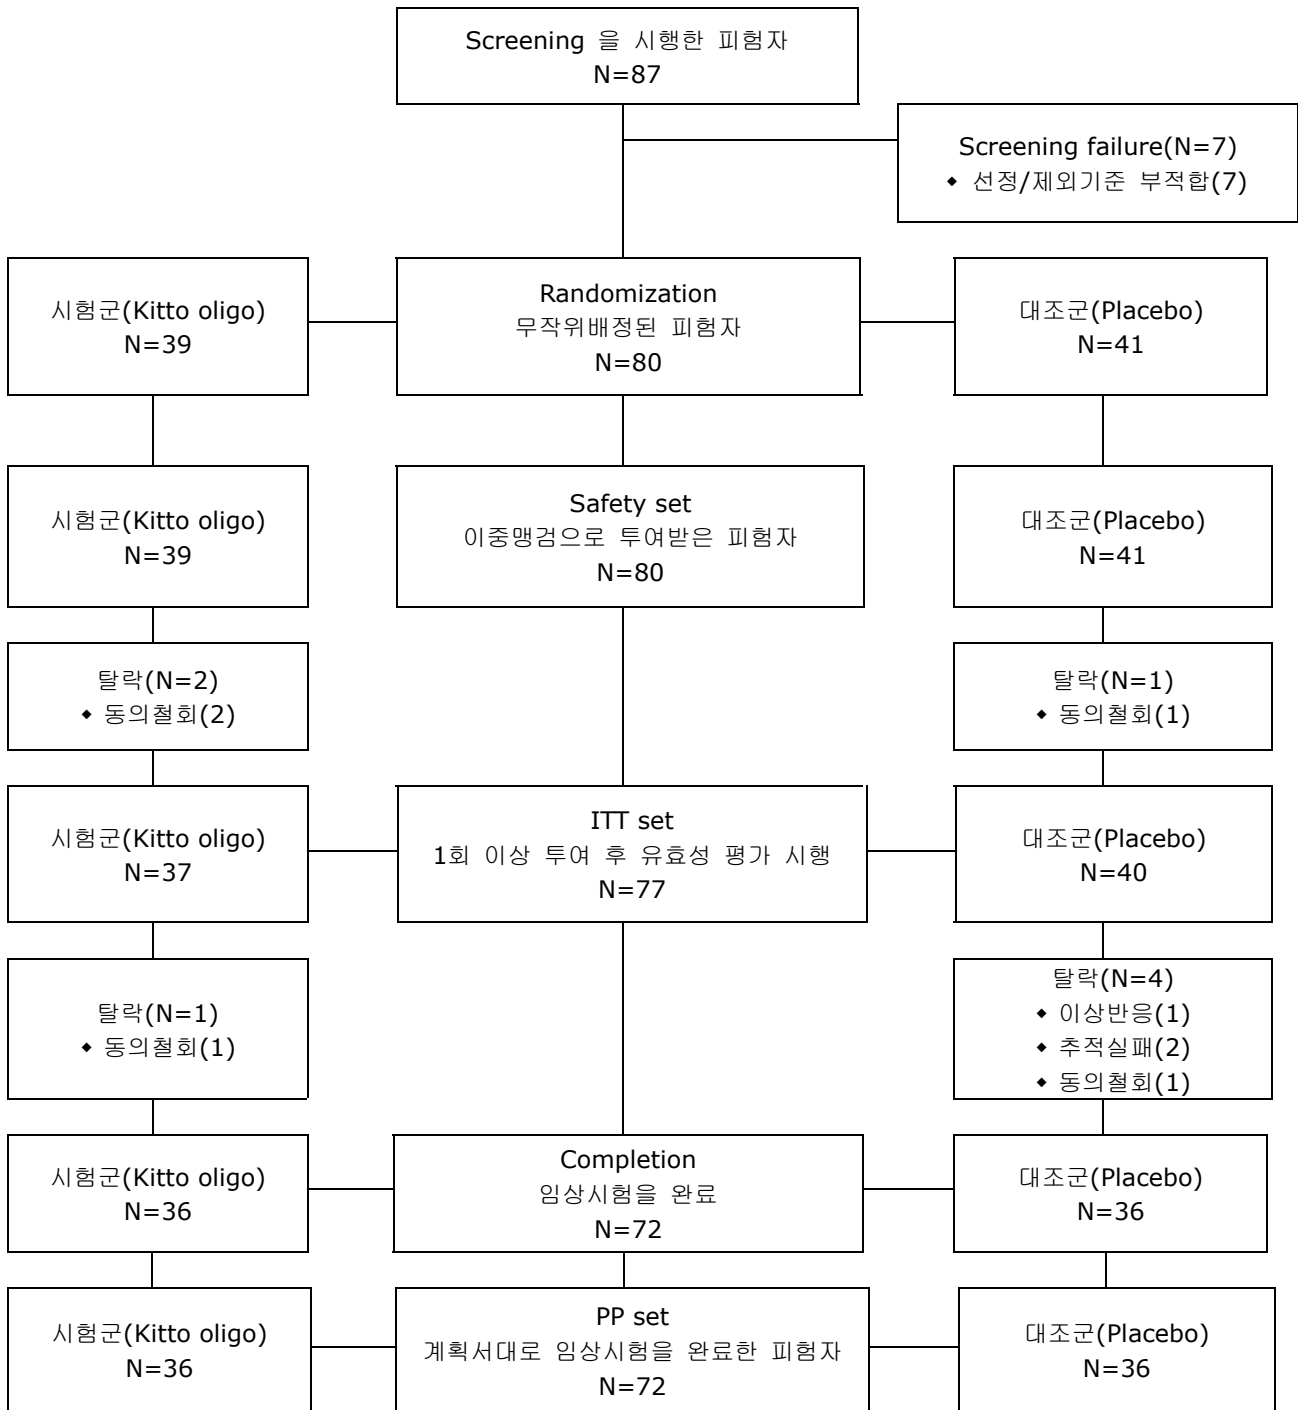 Screening 을 시행한 피험자
N=87
Screening failure(N=7)
◆ 선정/제외기준 부적합(7)
시험군(Kitto oligo)
N=39
Randomization
무작위배정된 피험자
N=80
대조군(Placebo)
N=41
시험군(Kitto oligo)
N=39
Safety set
이중맹검으로 투여받은 피험자
N=80
대조군(Placebo)
N=41
탈락(N=2)
◆ 동의철회(2)
탈락(N=1)
◆ 동의철회(1)
시험군(Kitto oligo)
N=37
ITT set
1회 이상 투여 후 유효성 평가 시행
N=77
대조군(Placebo)
N=40
탈락(N=1)
◆ 동의철회(1)
탈락(N=4)
◆ 이상반응(1)
◆ 추적실패(2)
◆ 동의철회(1)
시험군(Kitto oligo)
N=36
Completion
임상시험을 완료
N=72
대조군(Placebo)
N=36
시험군(Kitto oligo)
N=36
PP set
계획서대로 임상시험을 완료한 피험자
N=72
대조군(Placebo)
N=36